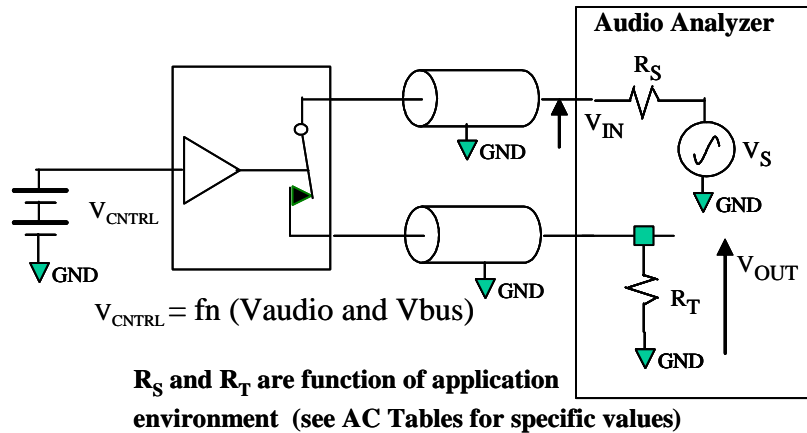 Audio Analyzer
R_S
V_IN
V_S
GND
GND
V_CNTRL
GND
GND
V_OUT
R_T
V_CNTRL = fn (Vaudio and Vbus)
GND
R_S and R_T are function of application
environment (see AC Tables for specific values)